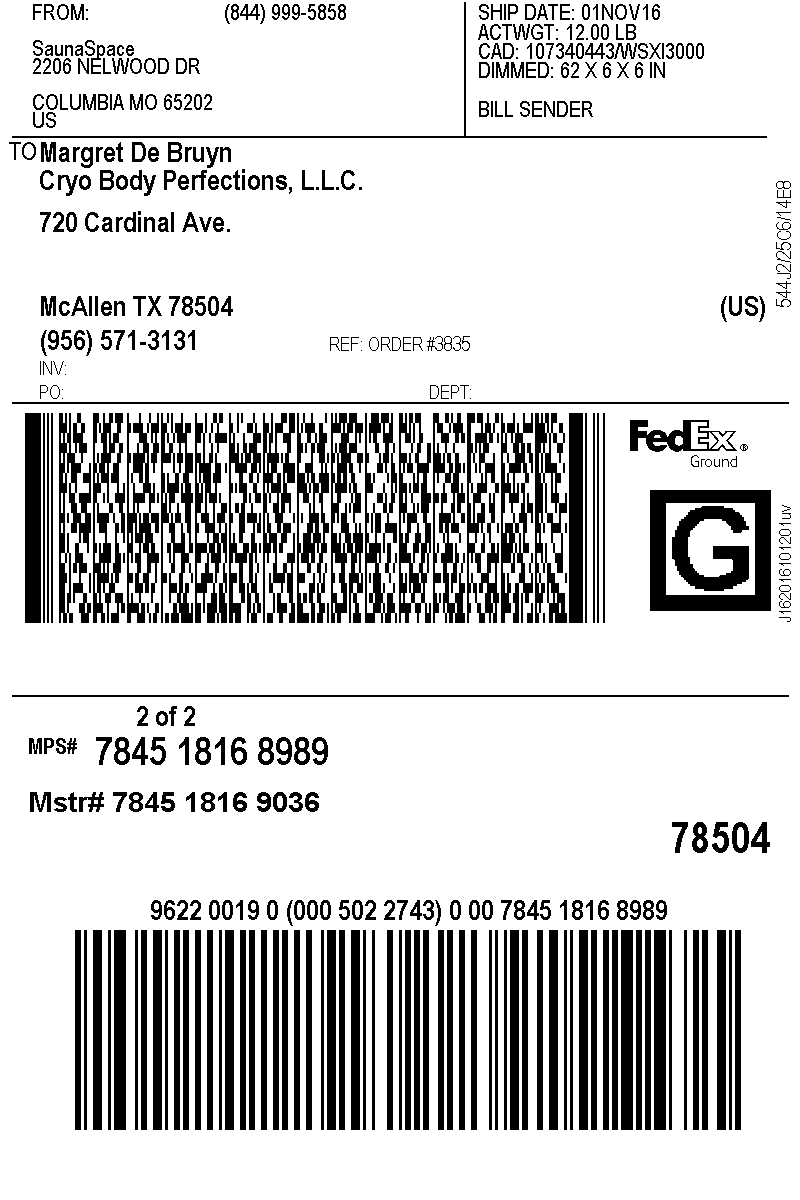 FROM: (844) 999-5858
SaunaSpace
2206 NELWOOD DR
COLUMBIA MO 65202
US
SHIP DATE: 01NOV16
ACTWGT: 12.00 LB
CAD: 107340443/WSXI3000
DIMMED: 62 X 6 X 6 IN
BILL SENDER
TO Margret De Bruyn
Cryo Body Perfections, L.L.C.
720 Cardinal Ave.
McAllen TX 78504 (US)
(956) 571-3131 REF: ORDER #3835
INV:
PO: DEPT:
544J2/25C6/14E8
FedEx®
Ground
G
J162016101201uv
2 of 2
MPS# 7845 1816 8989
Mstr# 7845 1816 9036
78504
9622 0019 0 (000 502 2743) 0 00 7845 1816 8989